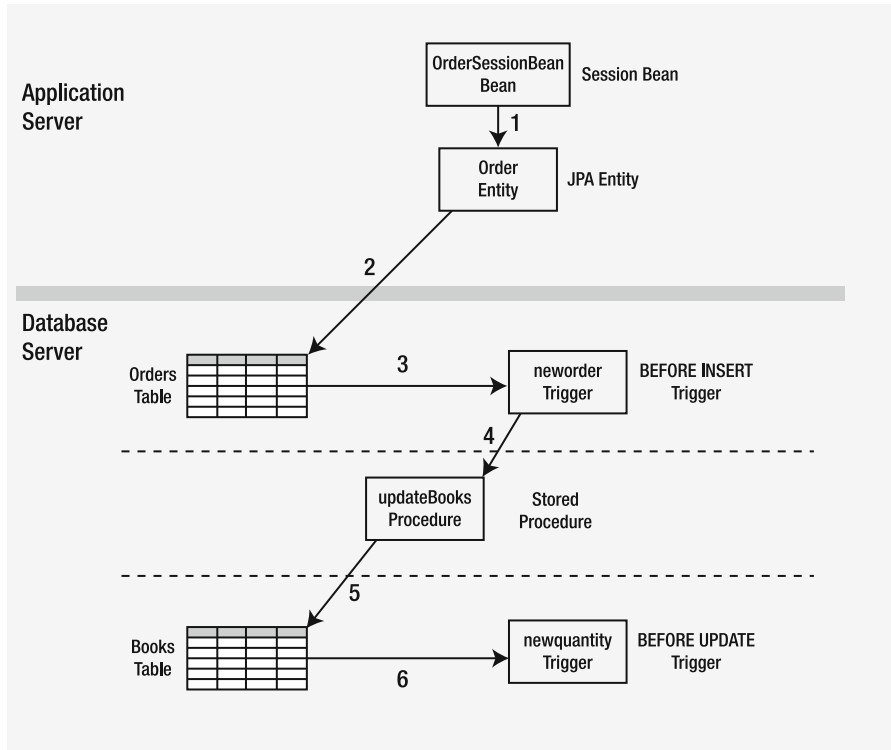 OrderSessionBean
Bean
Session Bean
Application
Server
1
Order
Entity
JPA Entity
2
Database
Server
Orders
Table
3
neworder
Trigger
BEFORE INSERT
Trigger
4
updateBooks
Procedure
Stored
Procedure
5
Books
Table
6
newquantity
Trigger
BEFORE UPDATE
Trigger